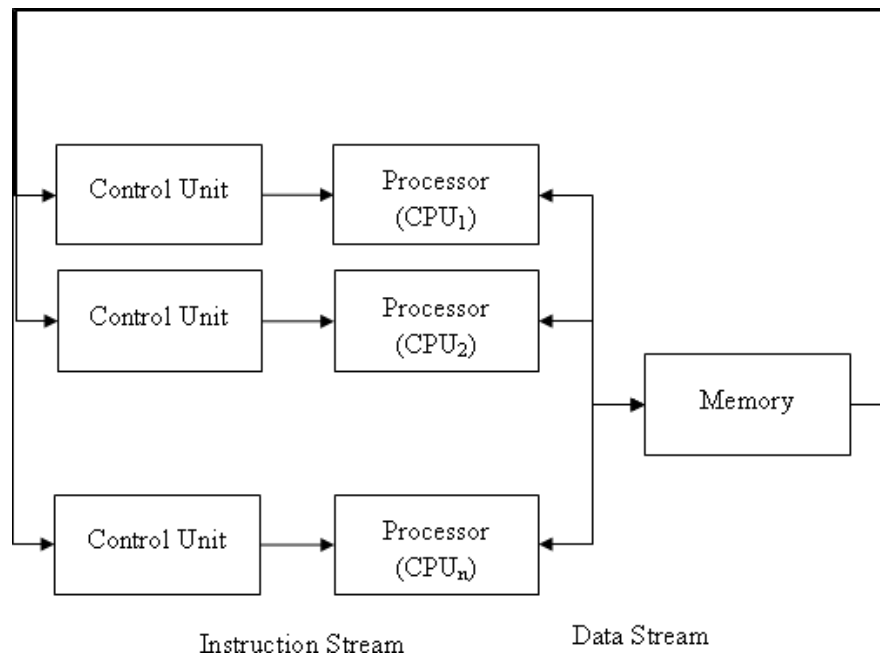 Control Unit
Processor
(CPU₁)
Control Unit
Processor
(CPU₂)
Memory
Control Unit
Processor
(CPUₙ)
Instruction Stream
Data Stream